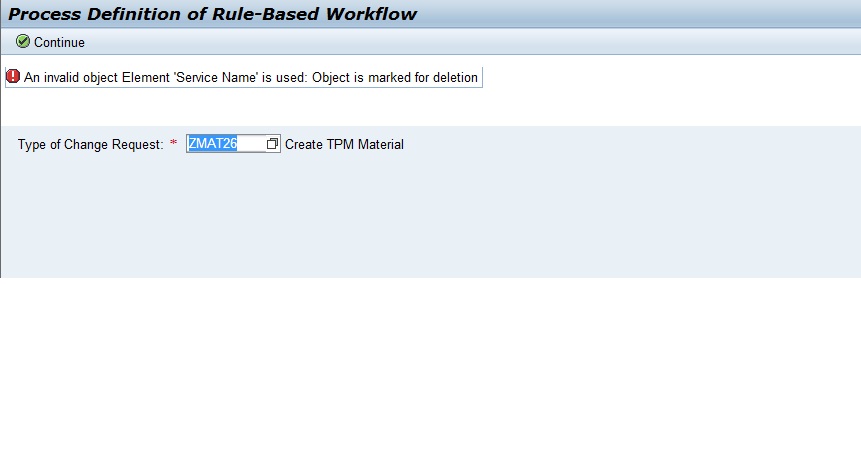 Process Definition of Rule-Based Workflow
Continue
An invalid object Element 'Service Name' is used: Object is marked for deletion
Type of Change Request: * ZMAT26 Create TPM Material